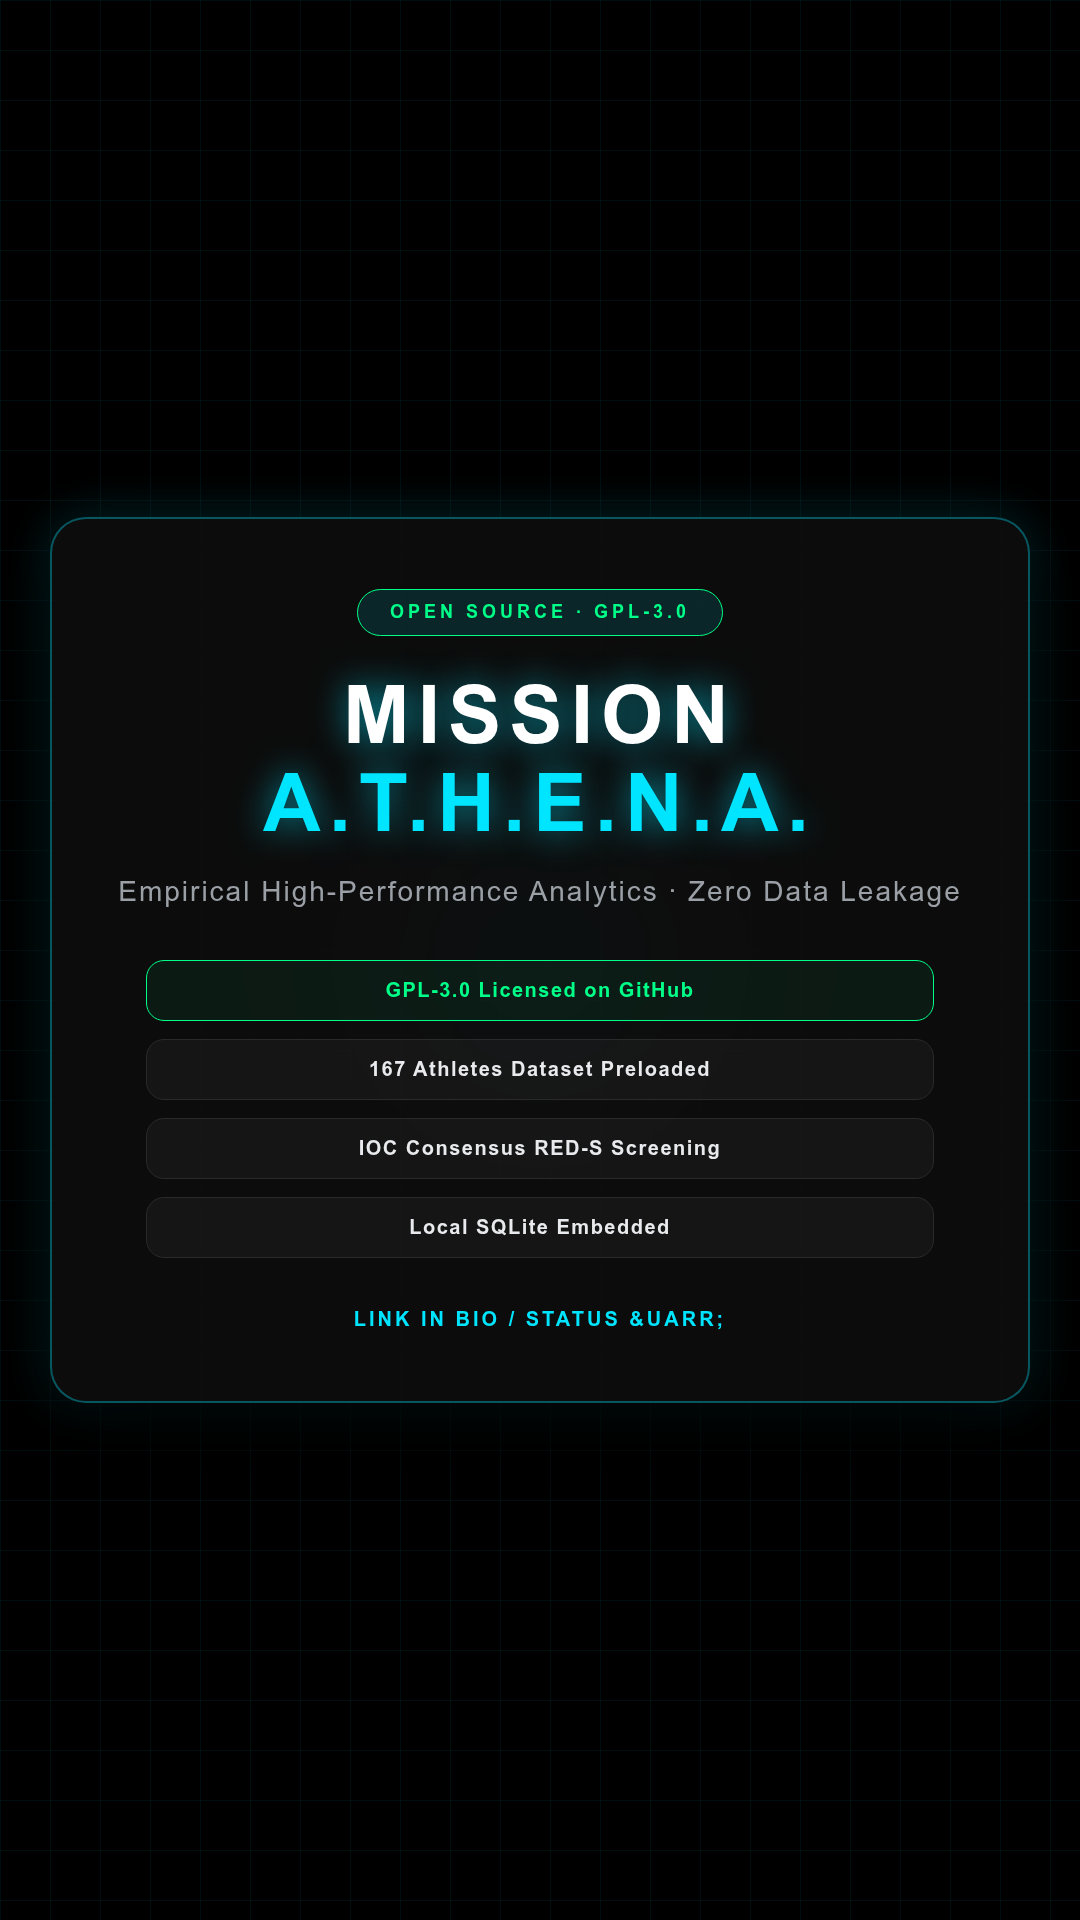 OPEN SOURCE · GPL-3.0
MISSION
A.T.H.E.N.A.
Empirical High-Performance Analytics · Zero Data Leakage
GPL-3.0 Licensed on GitHub
167 Athletes Dataset Preloaded
IOC Consensus RED-S Screening
Local SQLite Embedded
LINK IN BIO / STATUS &UARR;